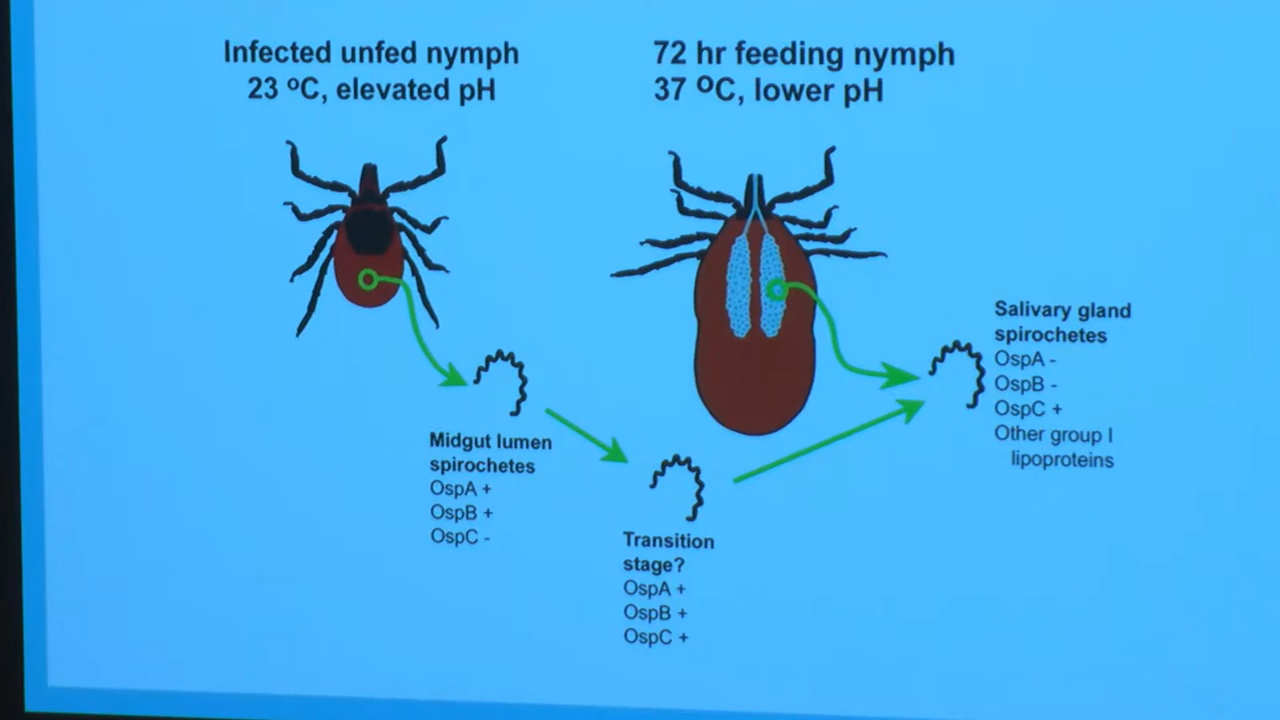 Infected unfed nymph
23 ºC, elevated pH
72 hr feeding nymph
37 ºC, lower pH
Midgut lumen
spirochetes
OspA +
OspB +
OspC -
Transition
stage?
OspA +
OspB +
OspC +
Salivary gland
spirochetes
OspA -
OspB -
OspC +
Other group I
lipoproteins